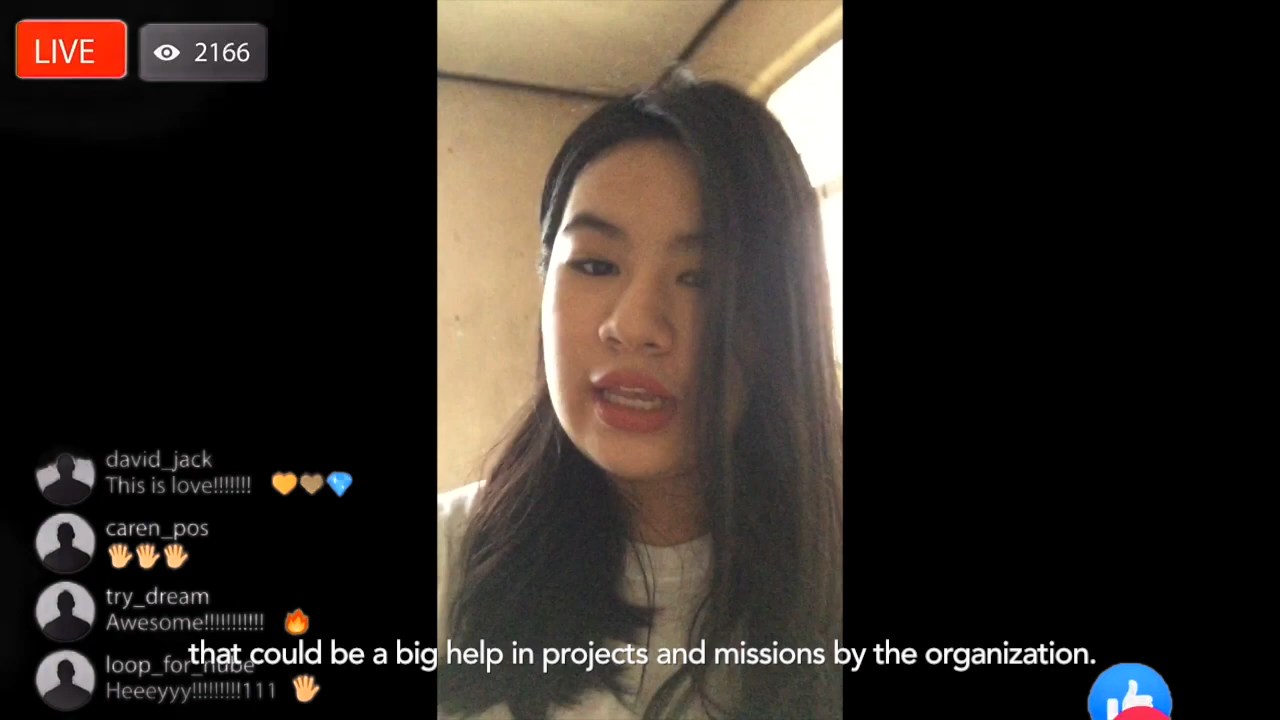 LIVE
2166
david_jack
This is love!!!!!!!
caren_pos
try_dream
Awesome!!!!!!!!!!!
loop_for_nube
Heeeyyy!!!!!!!!!111
that could be a big help in projects and missions by the organization.